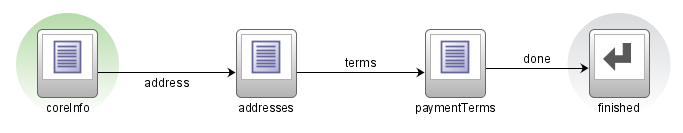 coreInfo
address
addresses
terms
paymentTerms
done
finished